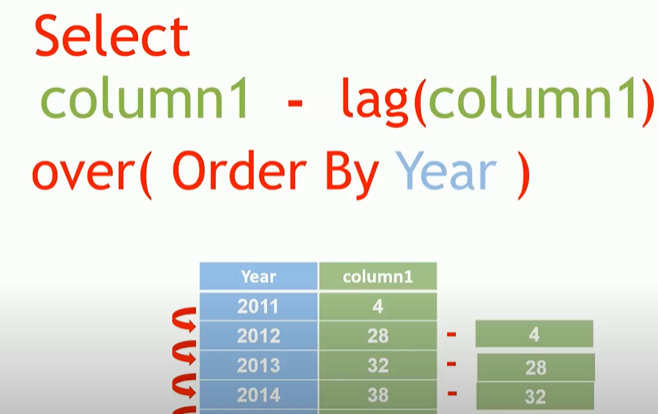 Select
column1 - lag(column1)
over( Order By Year )
Year column1
2011 4
2012 28 - 4
2013 32 - 28
2014 38 - 32